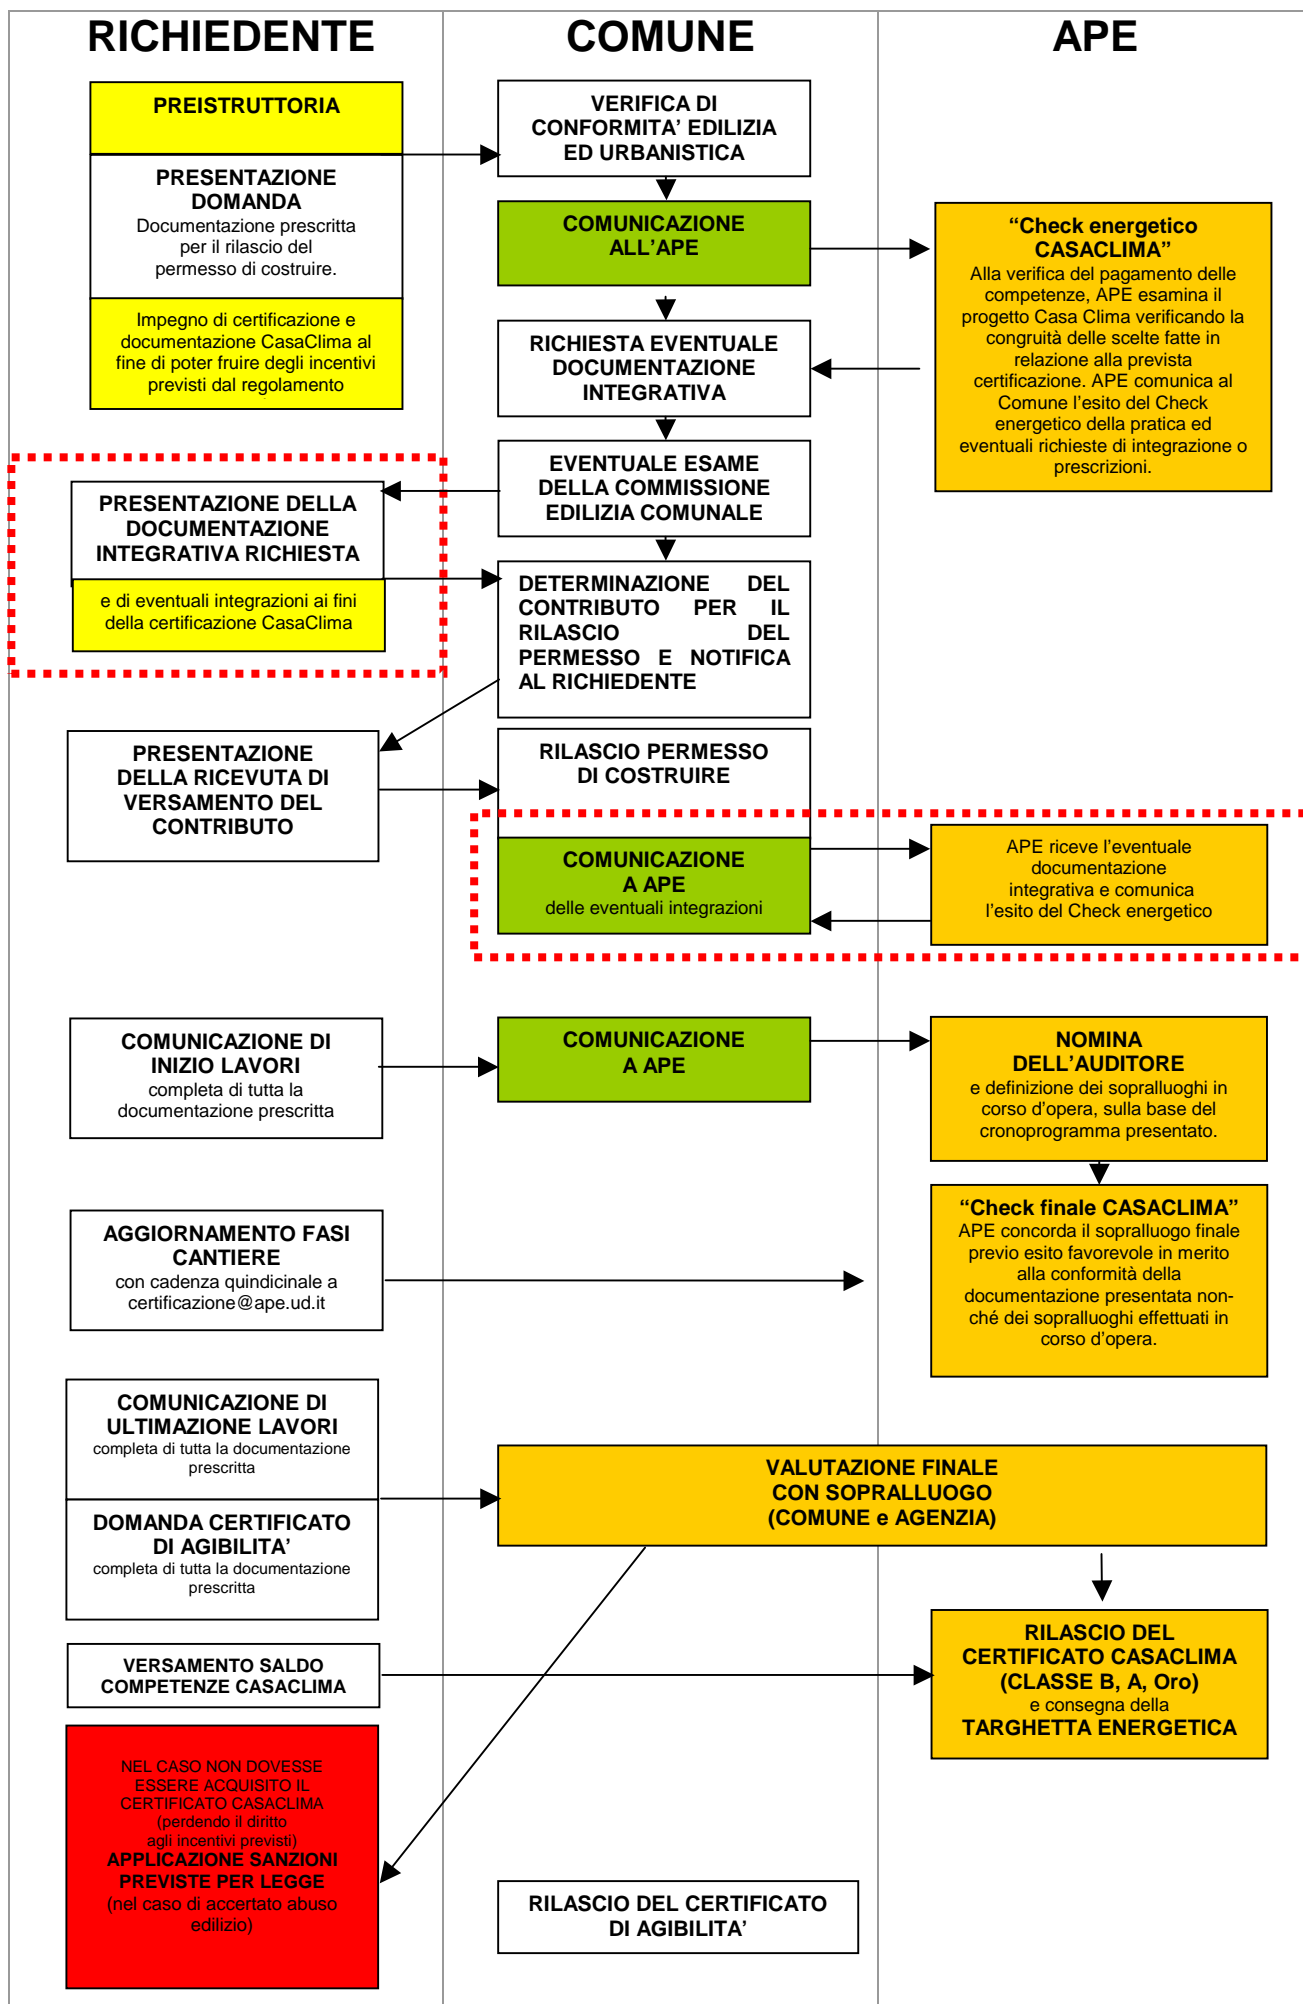 RICHIEDENTE
COMUNE
APE
PREISTRUTTORIA
PRESENTAZIONE
DOMANDA
Documentazione prescritta
per il rilascio del
permesso di costruire.
Impegno di certificazione e
documentazione CasaClima al
fine di poter fruire degli incentivi
previsti dal regolamento
VERIFICA DI
CONFORMITA’ EDILIZIA
ED URBANISTICA
COMUNICAZIONE
ALL’APE
“Check energetico
CASACLIMA”
Alla verifica del pagamento delle
competenze, APE esamina il
progetto Casa Clima verificando la
congruità delle scelte fatte in
relazione alla prevista
certificazione. APE comunica al
Comune l’esito del Check
energetico della pratica ed
eventuali richieste di integrazione o
prescrizioni.
RICHIESTA EVENTUALE
DOCUMENTAZIONE
INTEGRATIVA
EVENTUALE ESAME
DELLA COMMISSIONE
EDILIZIA COMUNALE
PRESENTAZIONE DELLA
DOCUMENTAZIONE
INTEGRATIVA RICHIESTA
e di eventuali integrazioni ai fini
della certificazione CasaClima
DETERMINAZIONE DEL
CONTRIBUTO PER IL
RILASCIO DEL
PERMESSO E NOTIFICA
AL RICHIEDENTE
PRESENTAZIONE
DELLA RICEVUTA DI
VERSAMENTO DEL
CONTRIBUTO
RILASCIO PERMESSO
DI COSTRUIRE
COMUNICAZIONE
A APE
delle eventuali integrazioni
APE riceve l’eventuale
documentazione
integrativa e comunica
l’esito del Check energetico
COMUNICAZIONE DI
INIZIO LAVORI
completa di tutta la
documentazione prescritta
COMUNICAZIONE
A APE
NOMINA
DELL’AUDITORE
e definizione dei sopralluoghi in
corso d’opera, sulla base del
cronoprogramma presentato.
AGGIORNAMENTO FASI
CANTIERE
con cadenza quindicinale a
certificazione@ape.ud.it
“Check finale CASACLIMA”
APE concorda il sopralluogo finale
previo esito favorevole in merito
alla conformità della
documentazione presentata non-
ché dei sopralluoghi effettuati in
corso d’opera.
COMUNICAZIONE DI
ULTIMAZIONE LAVORI
completa di tutta la documentazione
prescritta
DOMANDA CERTIFICATO
DI AGIBILITA’
completa di tutta la documentazione
prescritta
VALUTAZIONE FINALE
CON SOPRALLUOGO
(COMUNE e AGENZIA)
VERSAMENTO SALDO
COMPETENZE CASACLIMA
RILASCIO DEL
CERTIFICATO CASACLIMA
(CLASSE B, A, Oro)
e consegna della
TARGHETTA ENERGETICA
NEL CASO NON DOVESSE
ESSERE ACQUISITO IL
CERTIFICATO CASACLIMA
(perdendo il diritto
agli incentivi previsti)
APPLICAZIONE SANZIONI
PREVISTE PER LEGGE
(nel caso di accertato abuso
edilizio)
RILASCIO DEL CERTIFICATO
DI AGIBILITA’